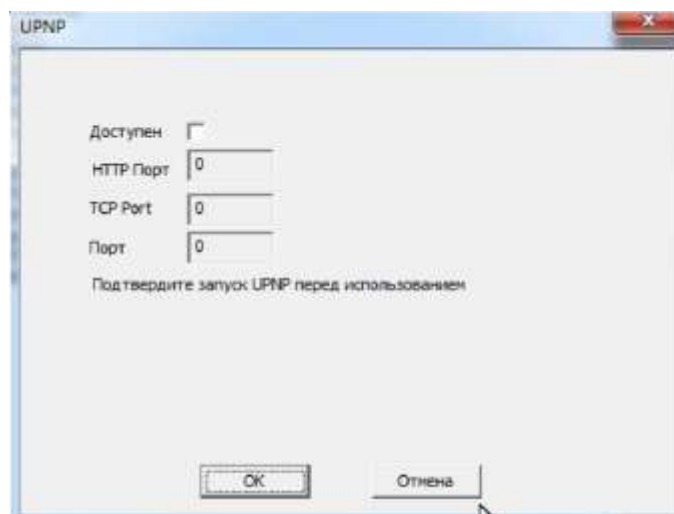 UPNP
Доступен
HTTP Порт 0
TCP Port 0
Порт 0
Подтвердите запуск UPNP перед использованием
OK Отмена